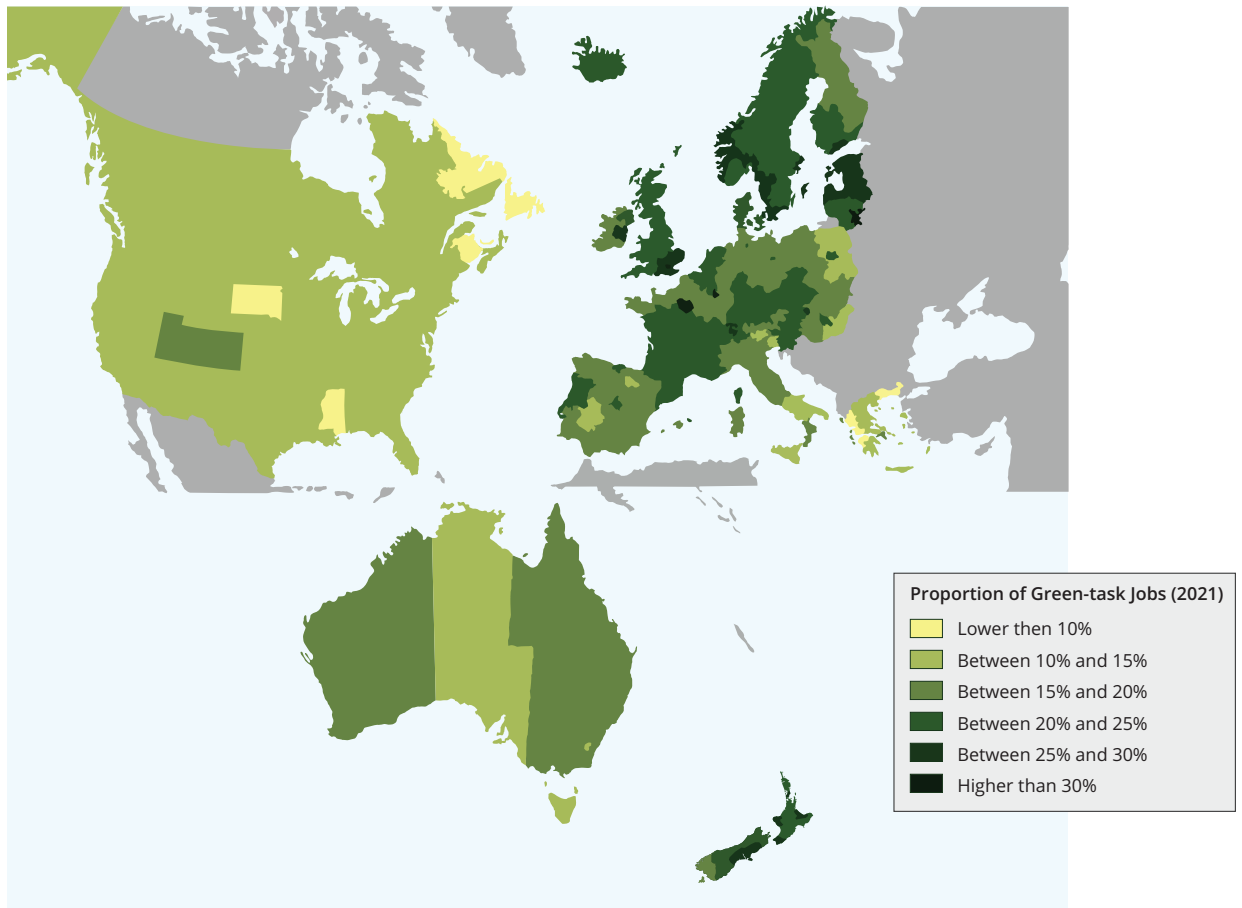 Proportion of Green-task Jobs (2021)
Lower then 10%
Between 10% and 15%
Between 15% and 20%
Between 20% and 25%
Between 25% and 30%
Higher than 30%